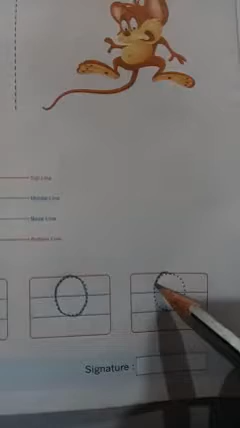 Top Line
Middle Line
Base Line
Bottom Line
Signature :